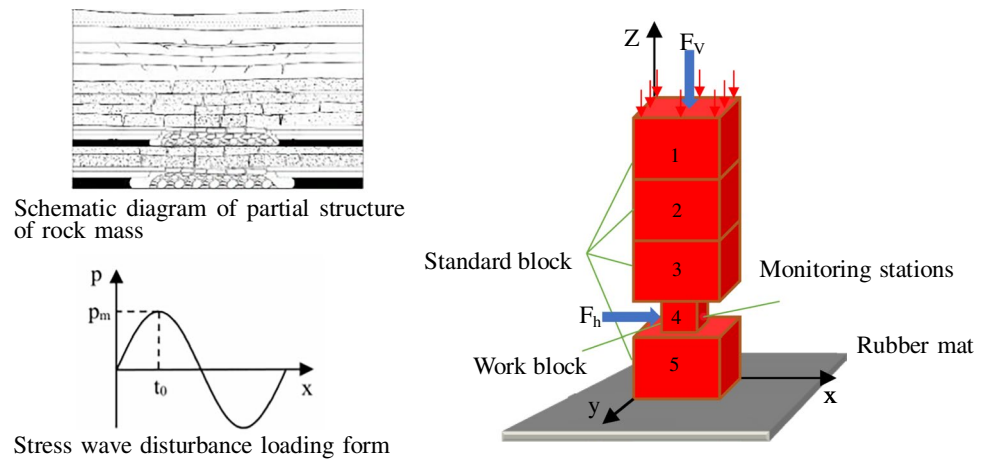 Schematic diagram of partial structure
of rock mass
p
pₘ
t₀
x
Stress wave disturbance loading form
Z
Fᵥ
1
2
3
4
5
Standard block
Monitoring stations
Fₕ
Work block
Rubber mat
x
y